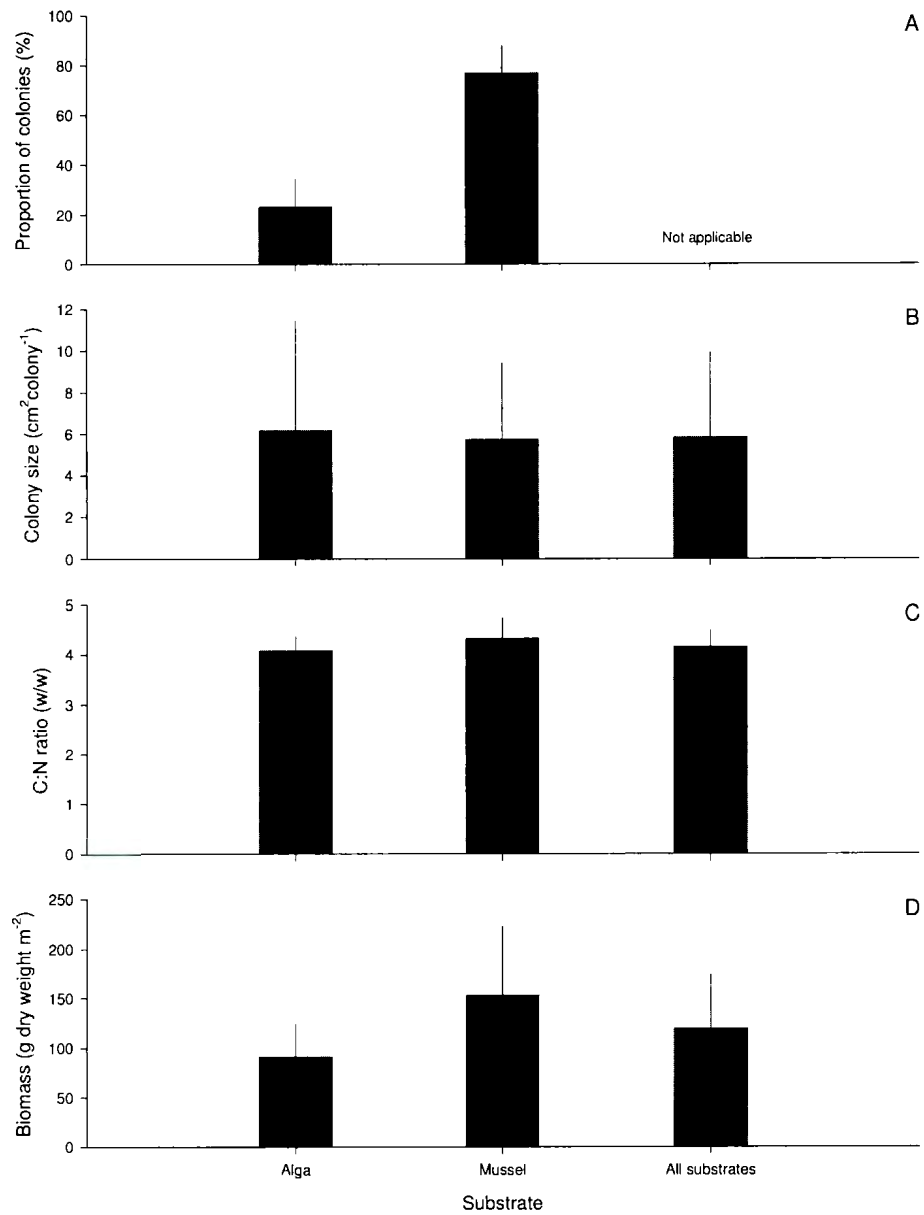 A
Proportion of colonies (%)
100
80
60
40
20
0
Not applicable
B
Colony size (cm²colony⁻¹)
12
10
8
6
4
2
0
C
C:N ratio (w/w)
5
4
3
2
1
0
D
Biomass (g dry weight m⁻²)
250
200
150
100
50
0
Alga
Mussel
All substrates
Substrate